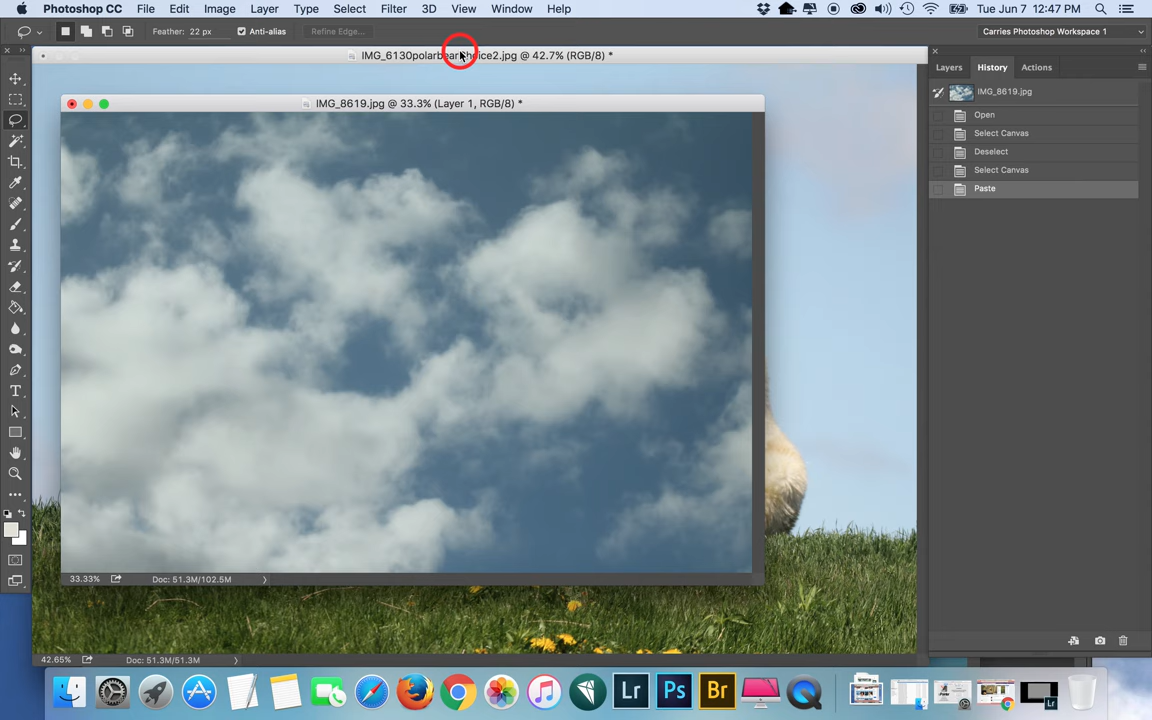 Photoshop CC File Edit Image Layer Type Select Filter 3D View Window Help Tue Jun 7 12:47 PM
Feather: 22 px Anti-alias Refine Edge... Carries Photoshop Workspace 1
IMG_6130polarbear ice2.jpg @ 42.7% (RGB/8) *
Layers History Actions
IMG_8619.jpg @ 33.3% (Layer 1, RGB/8) *
IMG_8619.jpg
Open
Select Canvas
Deselect
Select Canvas
Paste
33.33% Doc: 51.3M/102.5M
42.65% Doc: 51.3M/51.3M
Lr Ps Br